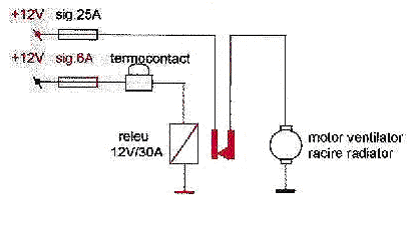 +12V sig.25A
+12V sig.6A termocontact
releu
12V/30A
motor ventilator
racire radiator